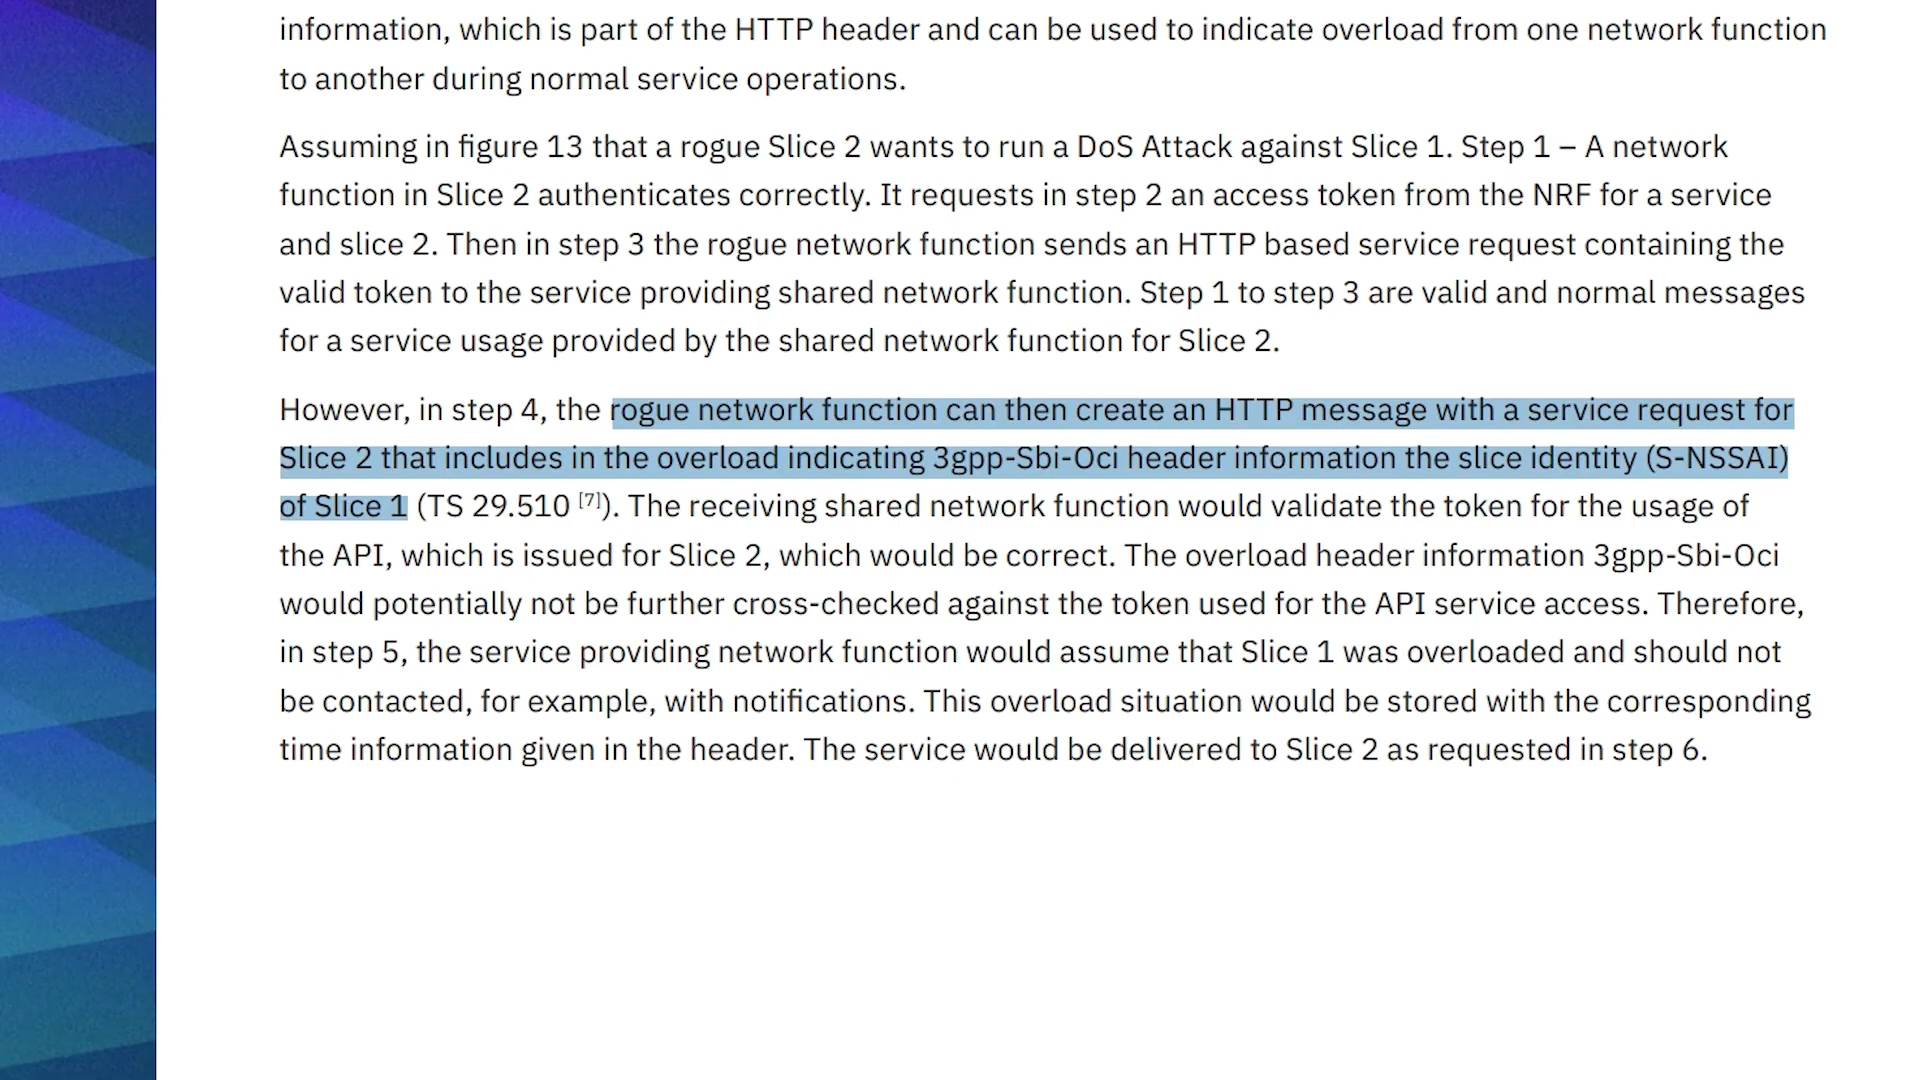 information, which is part of the HTTP header and can be used to indicate overload from one network function
to another during normal service operations.
Assuming in figure 13 that a rogue Slice 2 wants to run a DoS Attack against Slice 1. Step 1 – A network
function in Slice 2 authenticates correctly. It requests in step 2 an access token from the NRF for a service
and slice 2. Then in step 3 the rogue network function sends an HTTP based service request containing the
valid token to the service providing shared network function. Step 1 to step 3 are valid and normal messages
for a service usage provided by the shared network function for Slice 2.
However, in step 4, the rogue network function can then create an HTTP message with a service request for
Slice 2 that includes in the overload indicating 3gpp-Sbi-Oci header information the slice identity (S-NSSAI)
of Slice 1 (TS 29.510 [7]). The receiving shared network function would validate the token for the usage of
the API, which is issued for Slice 2, which would be correct. The overload header information 3gpp-Sbi-Oci
would potentially not be further cross-checked against the token used for the API service access. Therefore,
in step 5, the service providing network function would assume that Slice 1 was overloaded and should not
be contacted, for example, with notifications. This overload situation would be stored with the corresponding
time information given in the header. The service would be delivered to Slice 2 as requested in step 6.